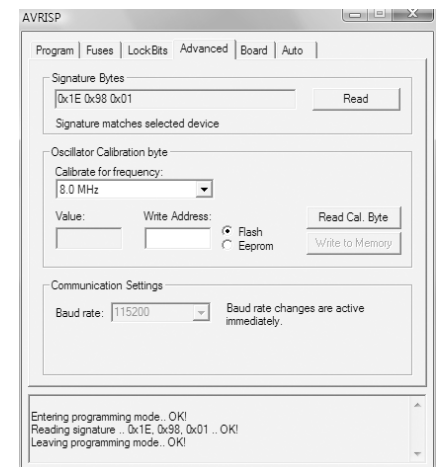 AVRISP
Program Fuses LockBits Advanced Board Auto
Signature Bytes
0x1E 0x98 0x01 Read
Signature matches selected device
Oscillator Calibration byte
Calibrate for frequency:
8.0 MHz
Value: Write Address: Read Cal. Byte
Flash
Eeprom Write to Memory
Communication Settings
Baud rate: 115200 Baud rate changes are active
immediately.
Entering programming mode.. OK!
Reading signature .. 0x1E, 0x98, 0x01 .. OK!
Leaving programming mode.. OK!